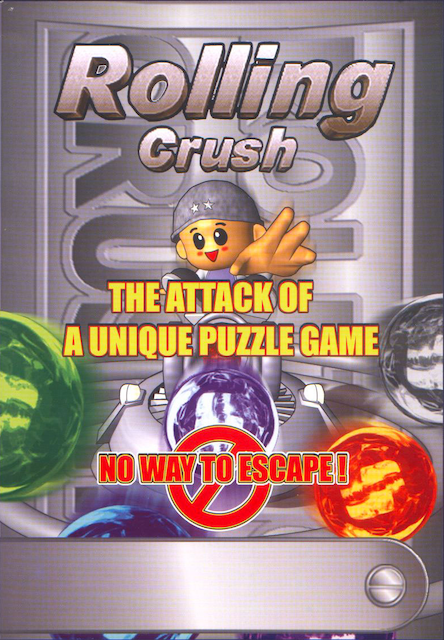 Rolling
Crush
THE ATTACK OF
A UNIQUE PUZZLE GAME
NO WAY TO ESCAPE!